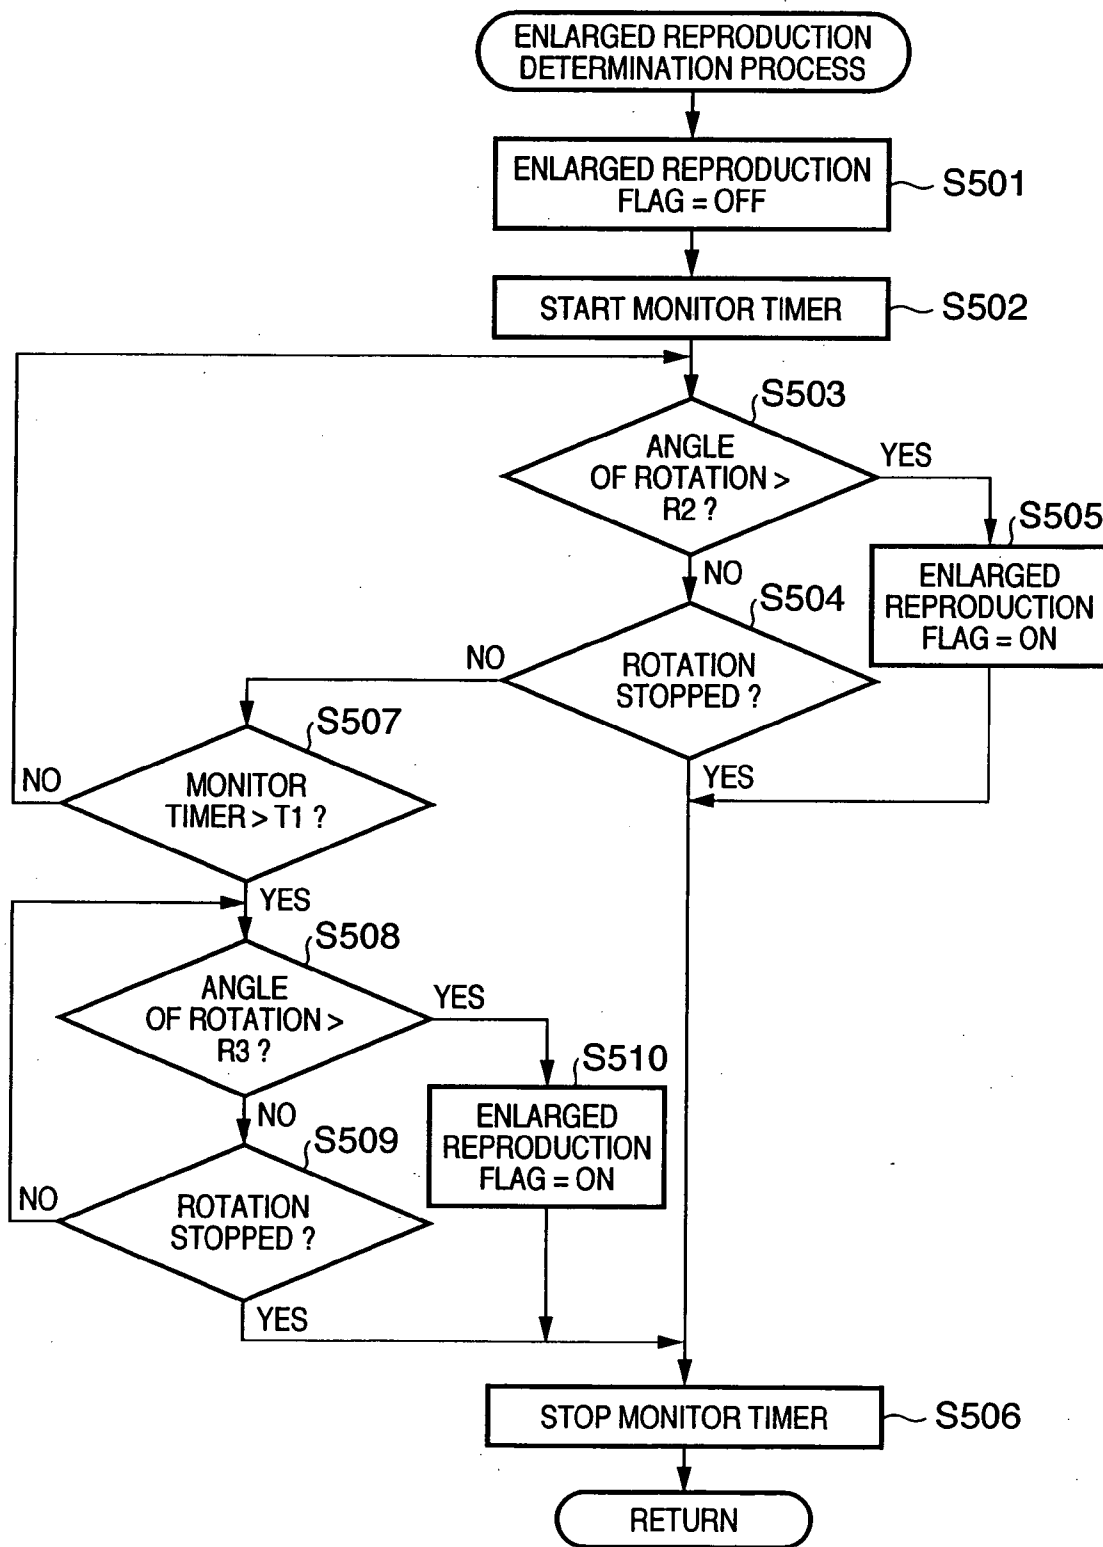 ENLARGED REPRODUCTION
DETERMINATION PROCESS
ENLARGED REPRODUCTION
FLAG = OFF
S501
START MONITOR TIMER
S502
S503
ANGLE
OF ROTATION >
R2 ?
YES
NO
S505
ENLARGED
REPRODUCTION
FLAG = ON
S504
ROTATION
STOPPED ?
NO
YES
S507
MONITOR
TIMER > T1 ?
NO
YES
S508
ANGLE
OF ROTATION >
R3 ?
YES
NO
S510
ENLARGED
REPRODUCTION
FLAG = ON
S509
ROTATION
STOPPED ?
NO
YES
STOP MONITOR TIMER
S506
RETURN